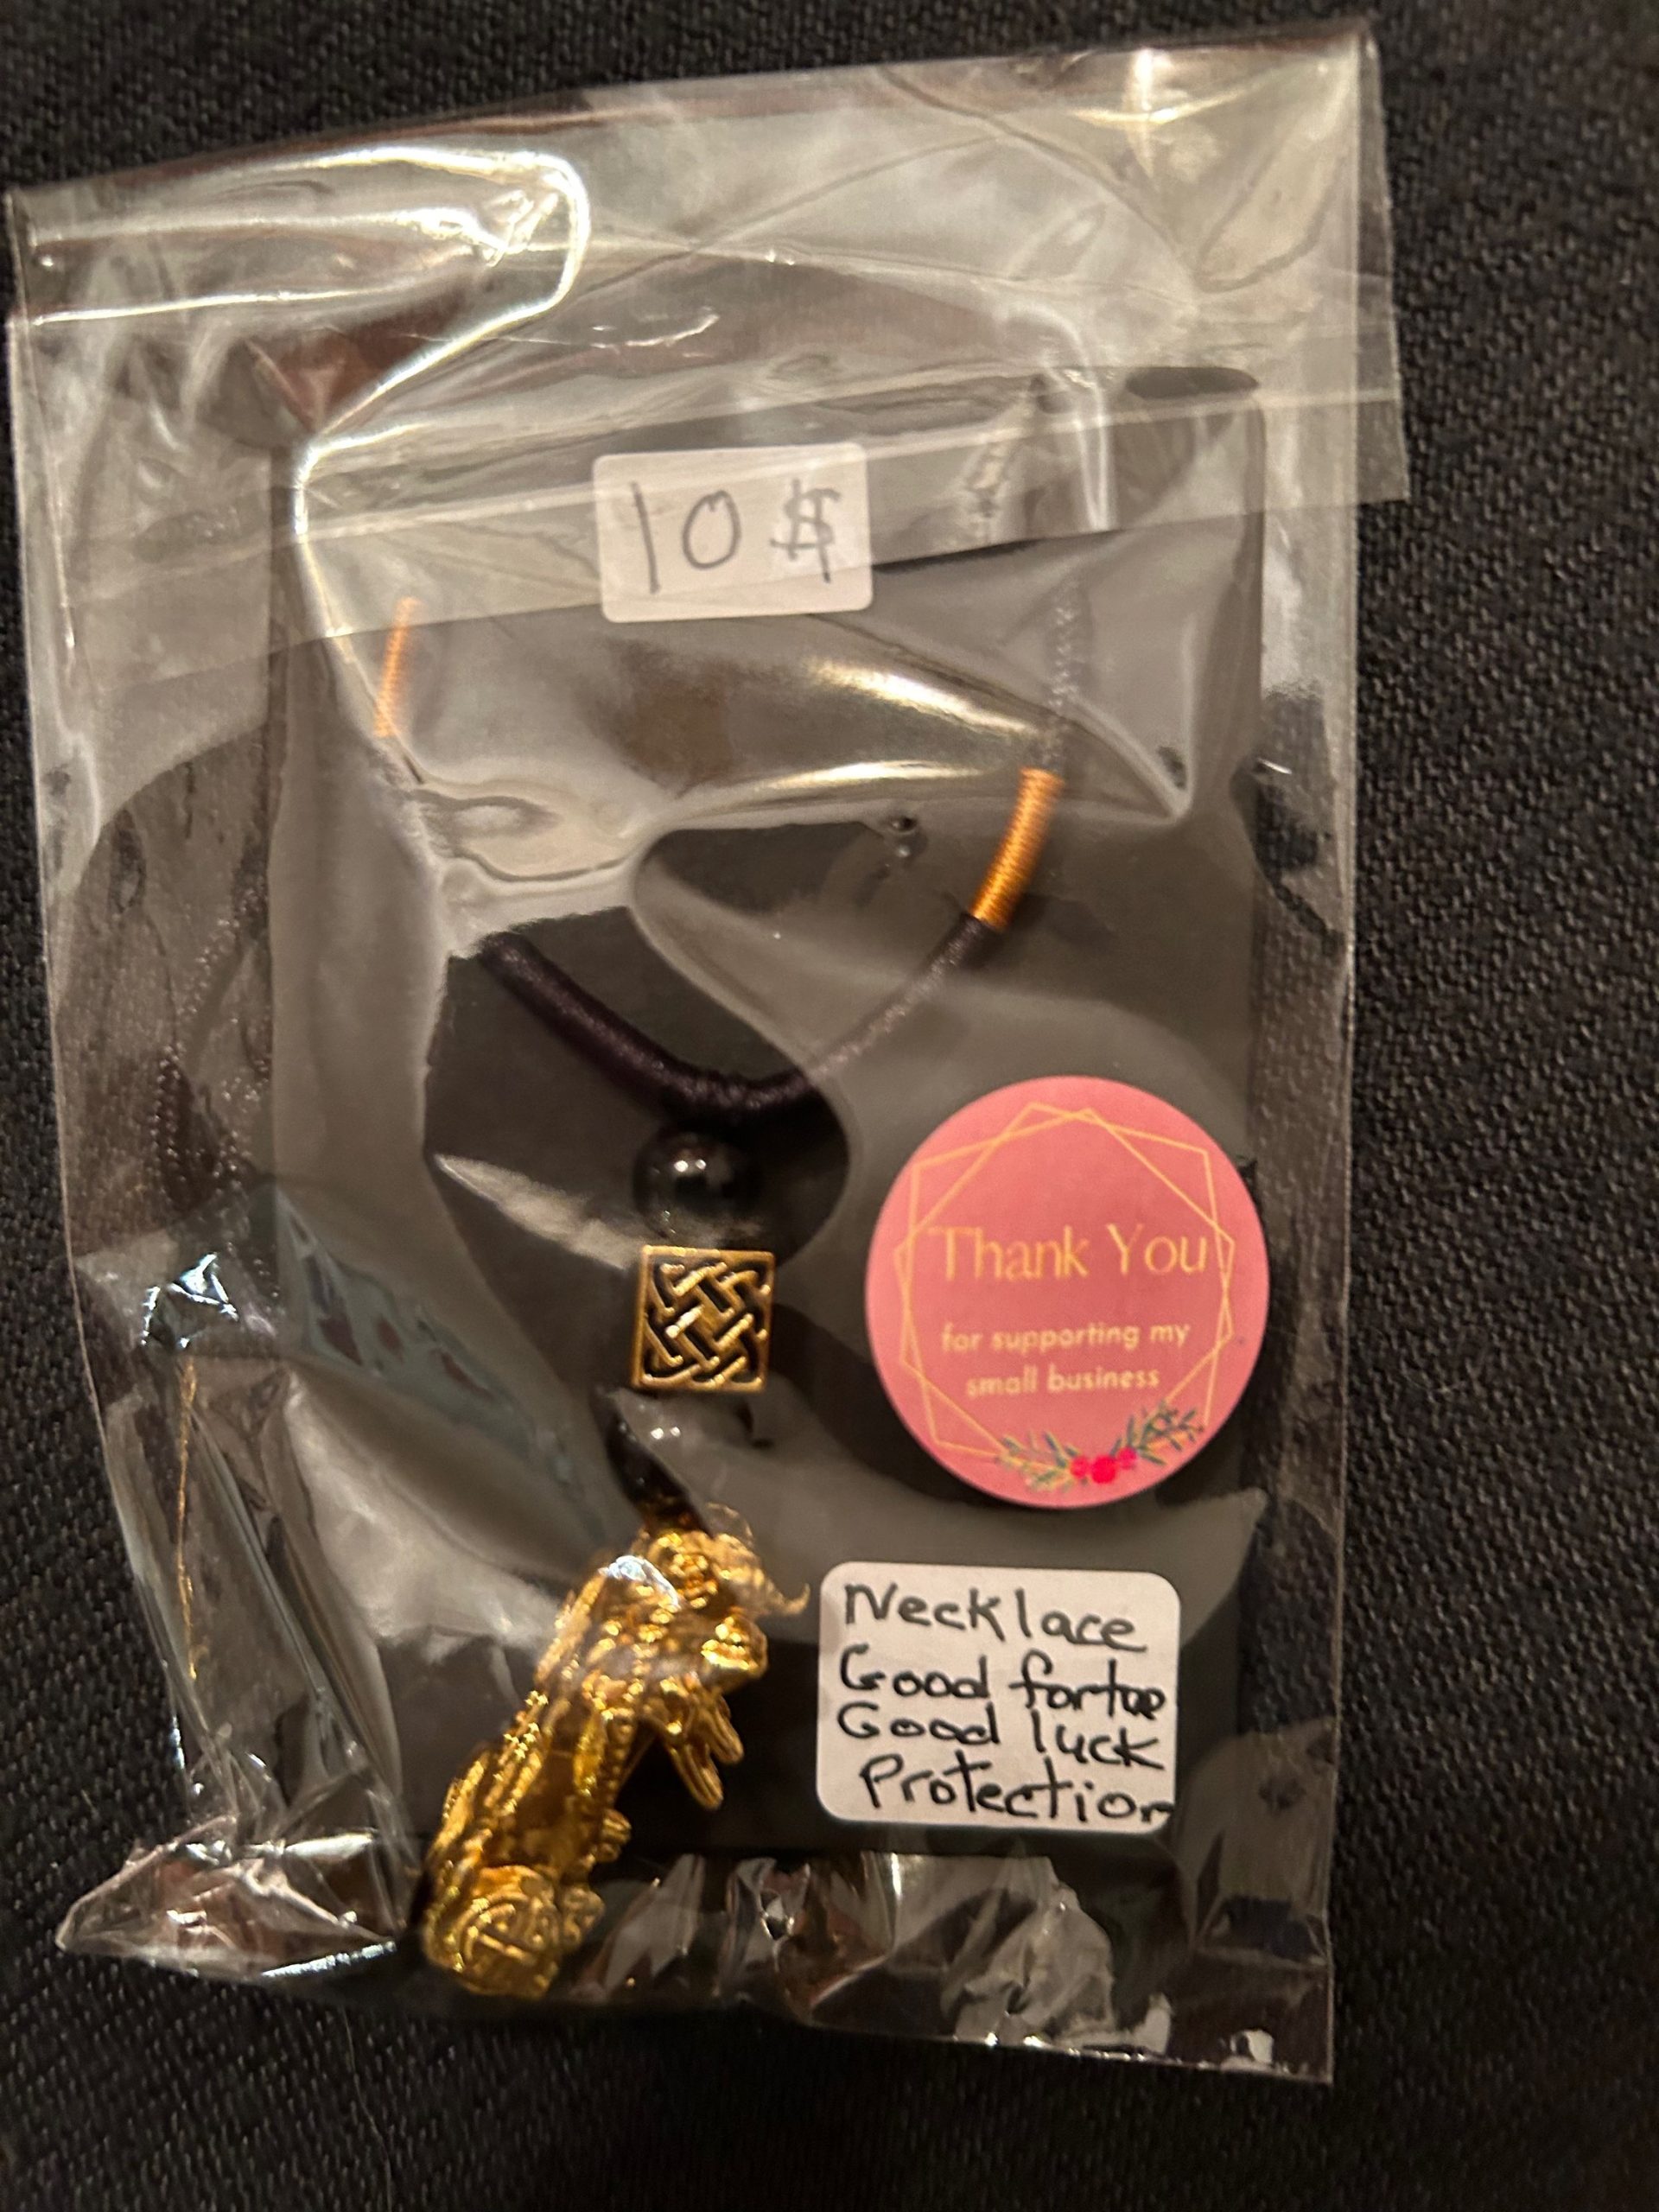 10 $
Thank You
for supporting my
small business
Necklace
Good fortue
Good luck
Protection